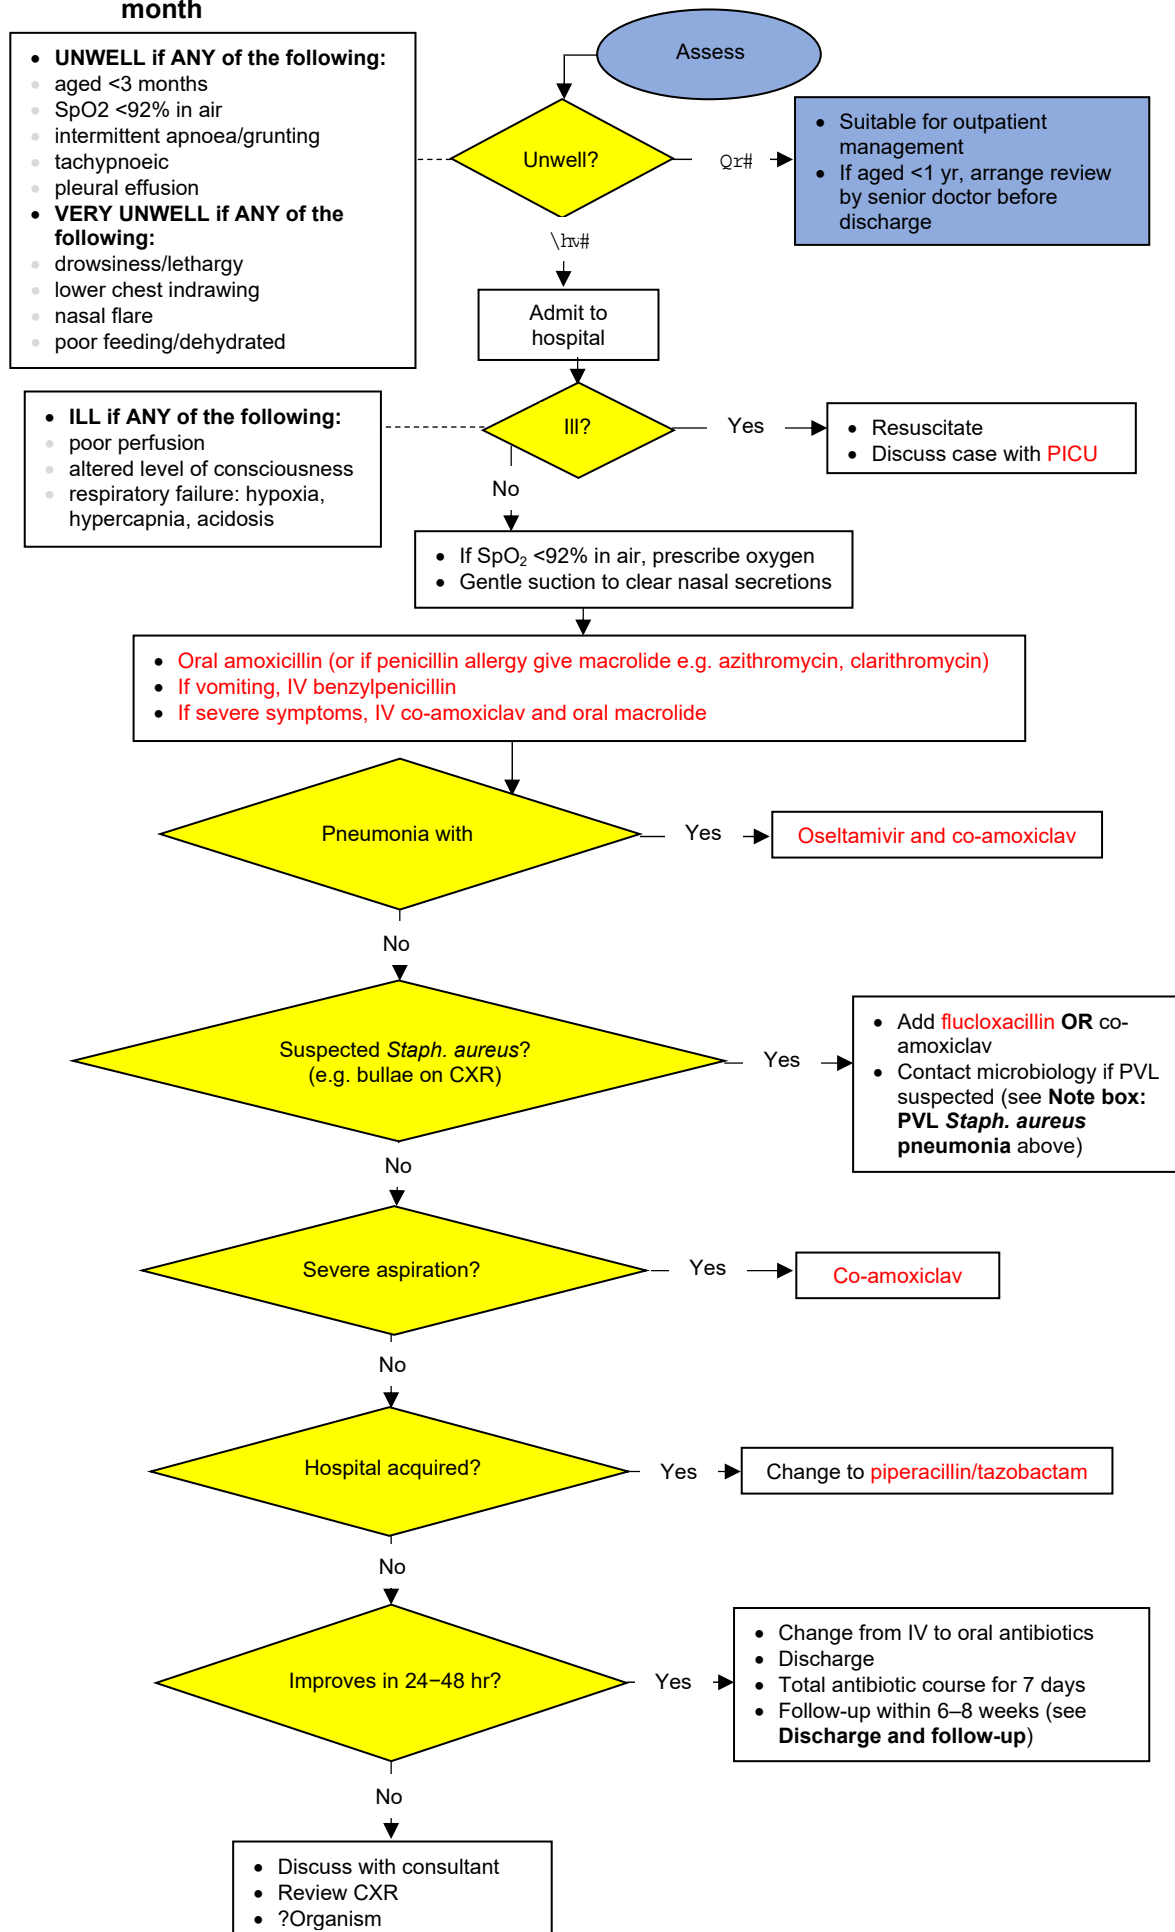 month
• UNWELL if ANY of the following:
• aged <3 months
• SpO2 <92% in air
• intermittent apnoea/grunting
• tachypnoeic
• pleural effusion
• VERY UNWELL if ANY of the
following:
• drowsiness/lethargy
• lower chest indrawing
• nasal flare
• poor feeding/dehydrated
Assess
Unwell?
Qr#
• Suitable for outpatient
management
• If aged <1 yr, arrange review
by senior doctor before
discharge
\hv#
Admit to
hospital
• ILL if ANY of the following:
• poor perfusion
• altered level of consciousness
• respiratory failure: hypoxia,
hypercapnia, acidosis
Ill?
Yes
• Resuscitate
• Discuss case with PICU
No
• If SpO₂ <92% in air, prescribe oxygen
• Gentle suction to clear nasal secretions
• Oral amoxicillin (or if penicillin allergy give macrolide e.g. azithromycin, clarithromycin)
• If vomiting, IV benzylpenicillin
• If severe symptoms, IV co-amoxiclav and oral macrolide
Pneumonia with
Yes
Oseltamivir and co-amoxiclav
No
Suspected Staph. aureus?
(e.g. bullae on CXR)
Yes
• Add flucloxacillin OR co-
amoxiclav
• Contact microbiology if PVL
suspected (see Note box:
PVL Staph. aureus
pneumonia above)
No
Severe aspiration?
Yes
Co-amoxiclav
No
Hospital acquired?
Yes
Change to piperacillin/tazobactam
No
Improves in 24−48 hr?
Yes
• Change from IV to oral antibiotics
• Discharge
• Total antibiotic course for 7 days
• Follow-up within 6–8 weeks (see
Discharge and follow-up)
No
• Discuss with consultant
• Review CXR
• ?Organism